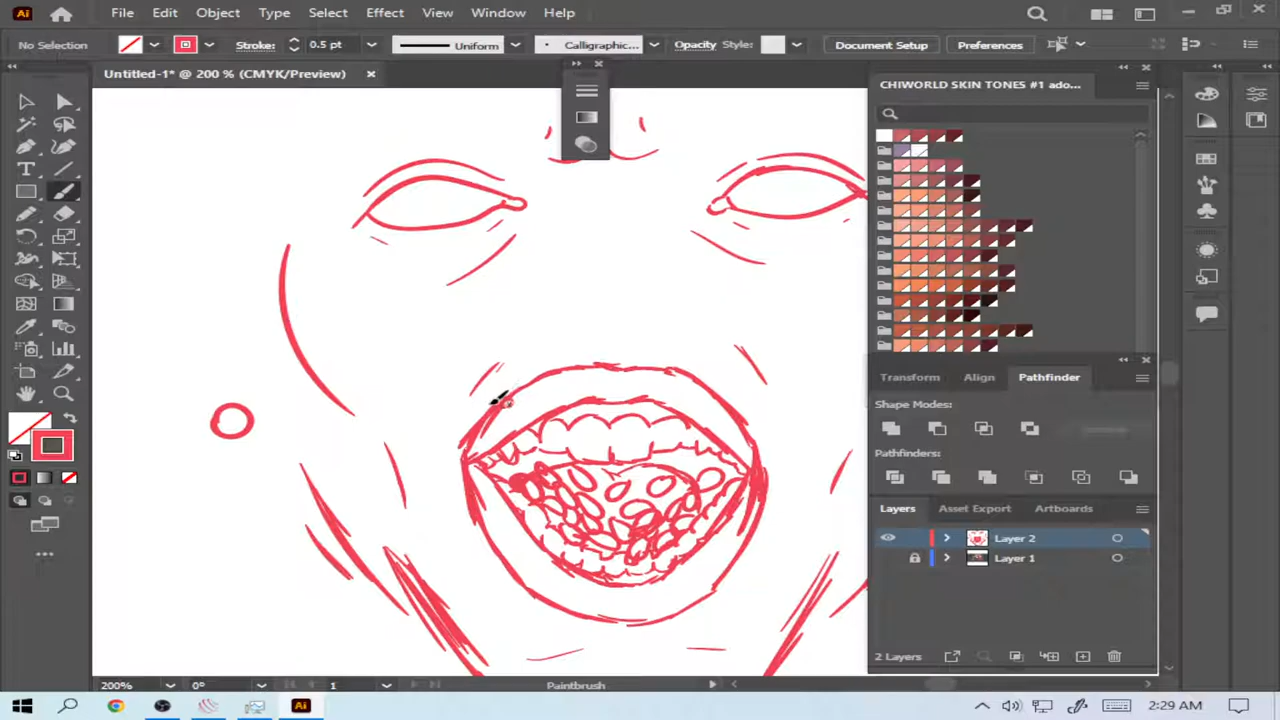 Ai File Edit Object Type Select Effect View Window Help
No Selection Stroke: 0.5 pt Uniform Calligraphic... Opacity Style: Document Setup Preferences
Untitled-1* @ 200 % (CMYK/Preview)
CHIWORLD SKIN TONES #1 ado...
Transform Align Pathfinder
Shape Modes:
Pathfinders:
Layers Asset Export Artboards
Layer 2
Layer 1
2 Layers
200% 0° 1 Paintbrush
Ai 2:29 AM